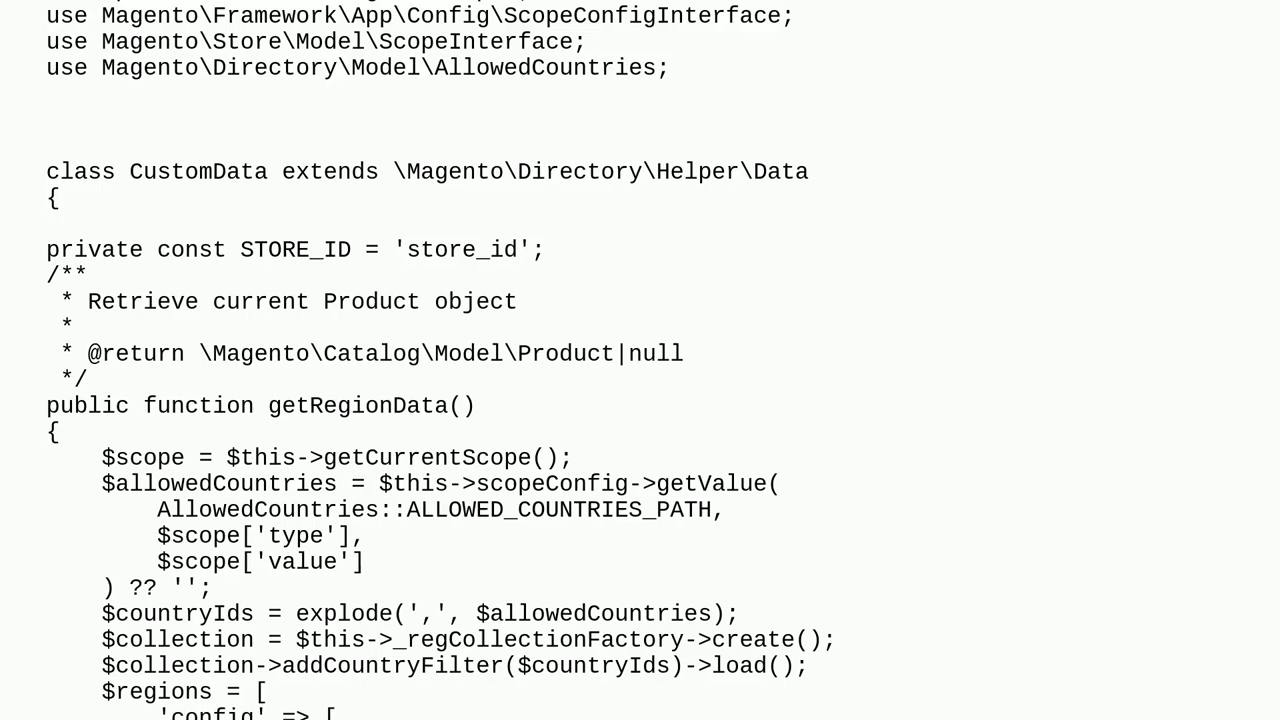 use Magento\Framework\App\Config\ScopeConfigInterface;
use Magento\Store\Model\ScopeInterface;
use Magento\Directory\Model\AllowedCountries;
class CustomData extends \Magento\Directory\Helper\Data
{
private const STORE_ID = 'store_id';
/**
 * Retrieve current Product object
 *
 * @return \Magento\Catalog\Model\Product|null
 */
public function getRegionData()
{
    $scope = $this->getCurrentScope();
    $allowedCountries = $this->scopeConfig->getValue(
        AllowedCountries::ALLOWED_COUNTRIES_PATH,
        $scope['type'],
        $scope['value']
    ) ?? '';
    $countryIds = explode(',', $allowedCountries);
    $collection = $this->_regCollectionFactory->create();
    $collection->addCountryFilter($countryIds)->load();
    $regions = [
        'config' => [